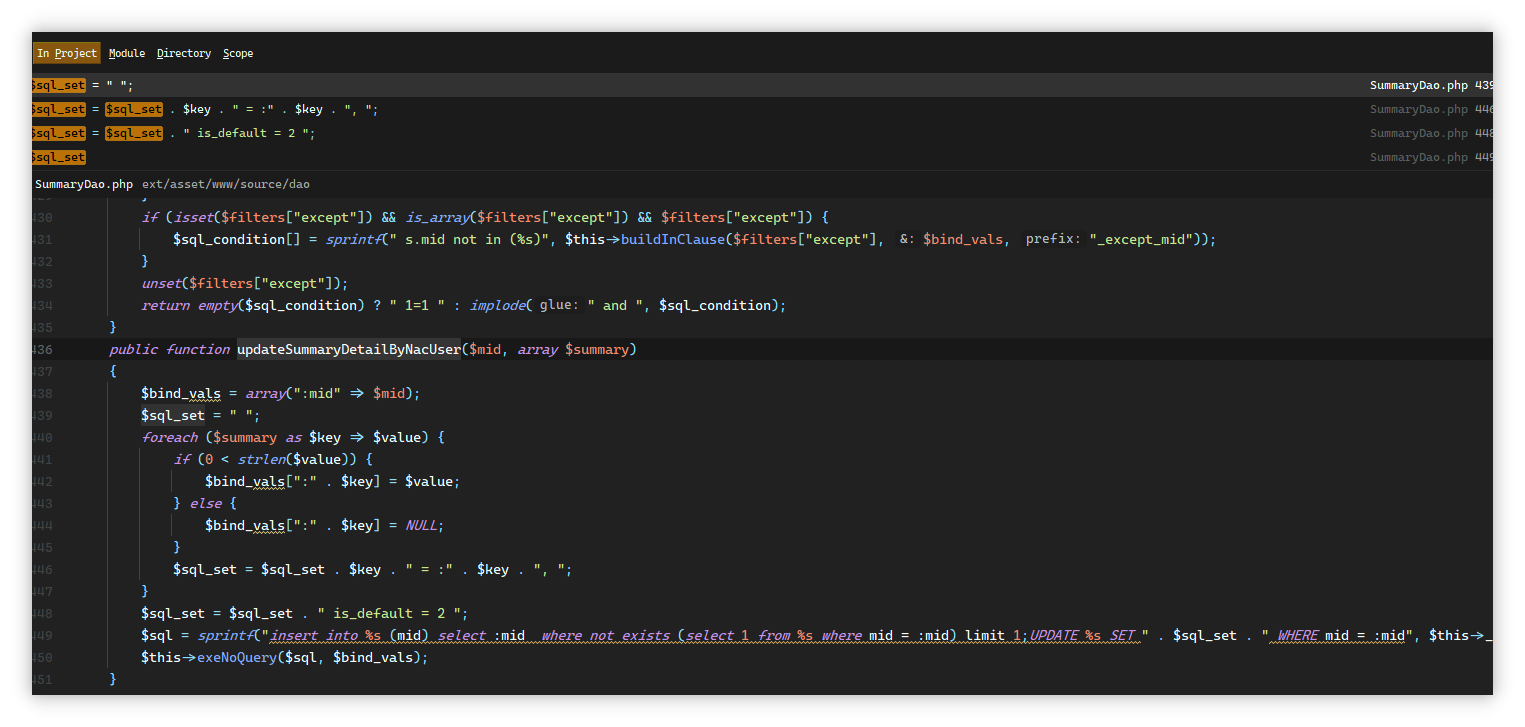 In Project Module Directory Scope
$sql_set = " "; SummaryDao.php 439
$sql_set = $sql_set . $key . " = :" . $key . ", "; SummaryDao.php 446
$sql_set = $sql_set . " is_default = 2 "; SummaryDao.php 448
$sql_set SummaryDao.php 449
SummaryDao.php ext/asset/www/source/dao
429 }
430 if (isset($filters["except"]) && is_array($filters["except"]) && $filters["except"]) {
431 $sql_condition[] = sprintf(" s.mid not in (%s)", $this->buildInClause($filters["except"], &: $bind_vals, prefix: "_except_mid"));
432 }
433 unset($filters["except"]);
434 return empty($sql_condition) ? " 1=1 " : implode( glue: " and ", $sql_condition);
435 }
436 public function updateSummaryDetailByNacUser($mid, array $summary)
437 {
438 $bind_vals = array(":mid" => $mid);
439 $sql_set = " ";
440 foreach ($summary as $key => $value) {
441 if (0 < strlen($value)) {
442 $bind_vals[":" . $key] = $value;
443 } else {
444 $bind_vals[":" . $key] = NULL;
445 }
446 $sql_set = $sql_set . $key . " = :" . $key . ", ";
447 }
448 $sql_set = $sql_set . " is_default = 2 ";
449 $sql = sprintf("insert into %s (mid) select :mid  where not exists (select 1 from %s where mid = :mid) limit 1;UPDATE %s SET " . $sql_set . " WHERE mid = :mid", $this->_
450 $this->exeNoQuery($sql, $bind_vals);
451 }